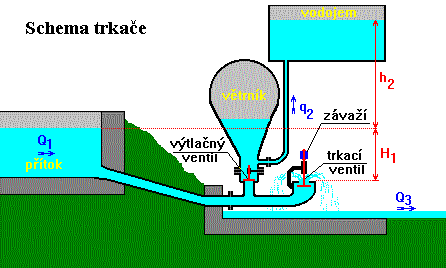 Schema trkače
vodojem
h2
větrník
q2
závaží
Q1
přítok
výtlačný
ventil
trkací
ventil
H1
Q3